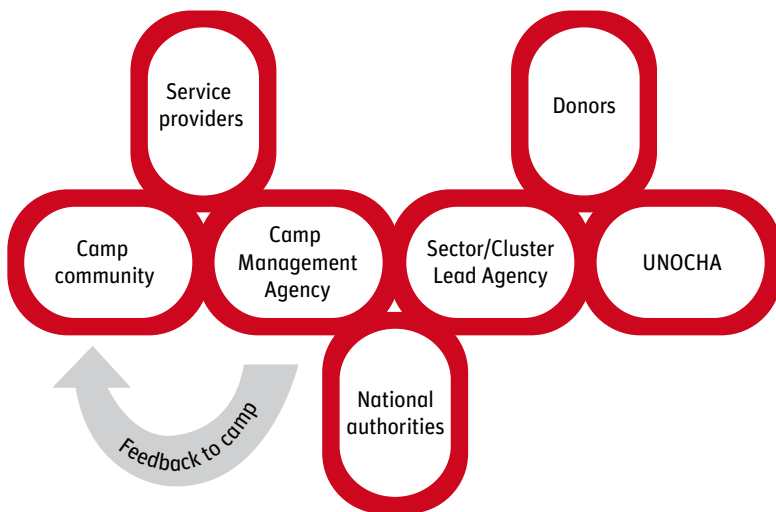 Service
providers
Donors
Camp
community
Camp
Management
Agency
Sector/Cluster
Lead Agency
UNOCHA
National
authorities
Feedback to camp